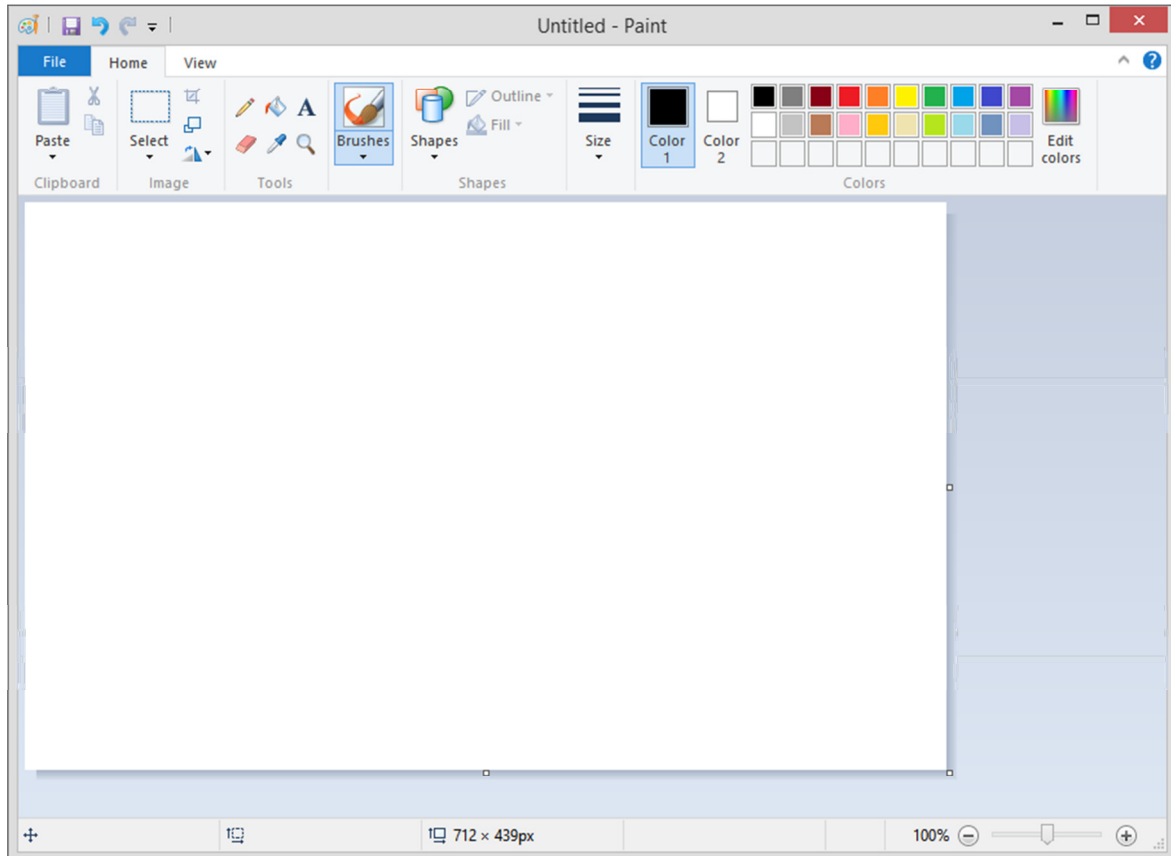 Untitled - Paint
File Home View
Paste
Select
A
Brushes
Shapes
Outline
Fill
Size
Color 1
Color 2
Edit colors
Clipboard Image Tools Shapes Colors
712 × 439px 100%